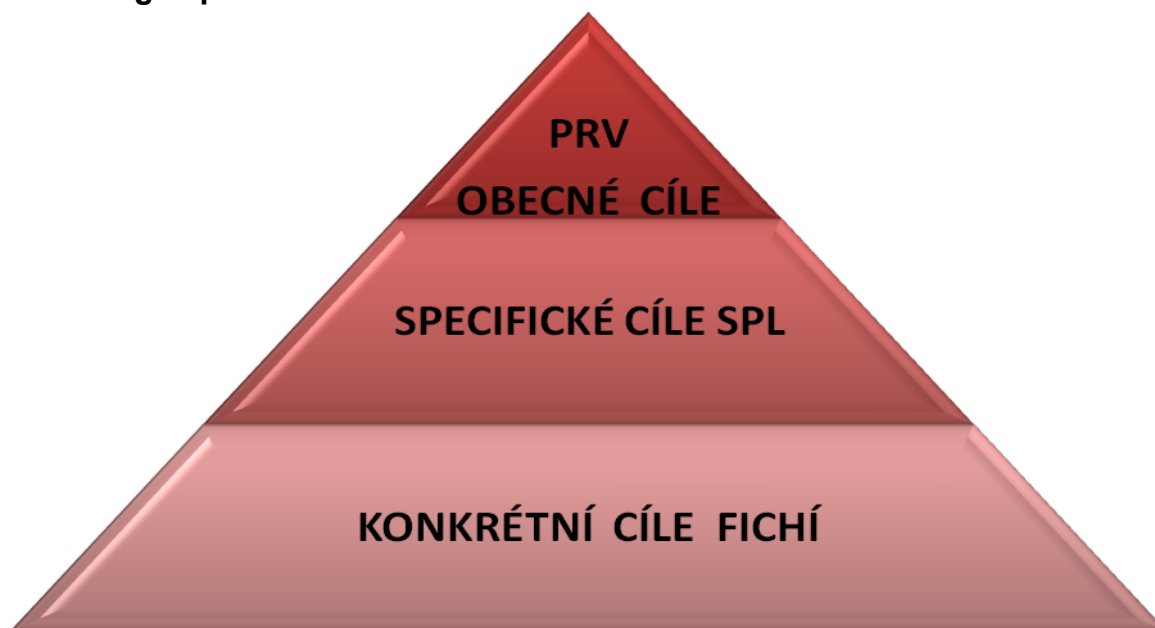 PRV
OBECNÉ CÍLE
SPECIFICKÉ CÍLE SPL
KONKRÉTNÍ CÍLE FICHÍ